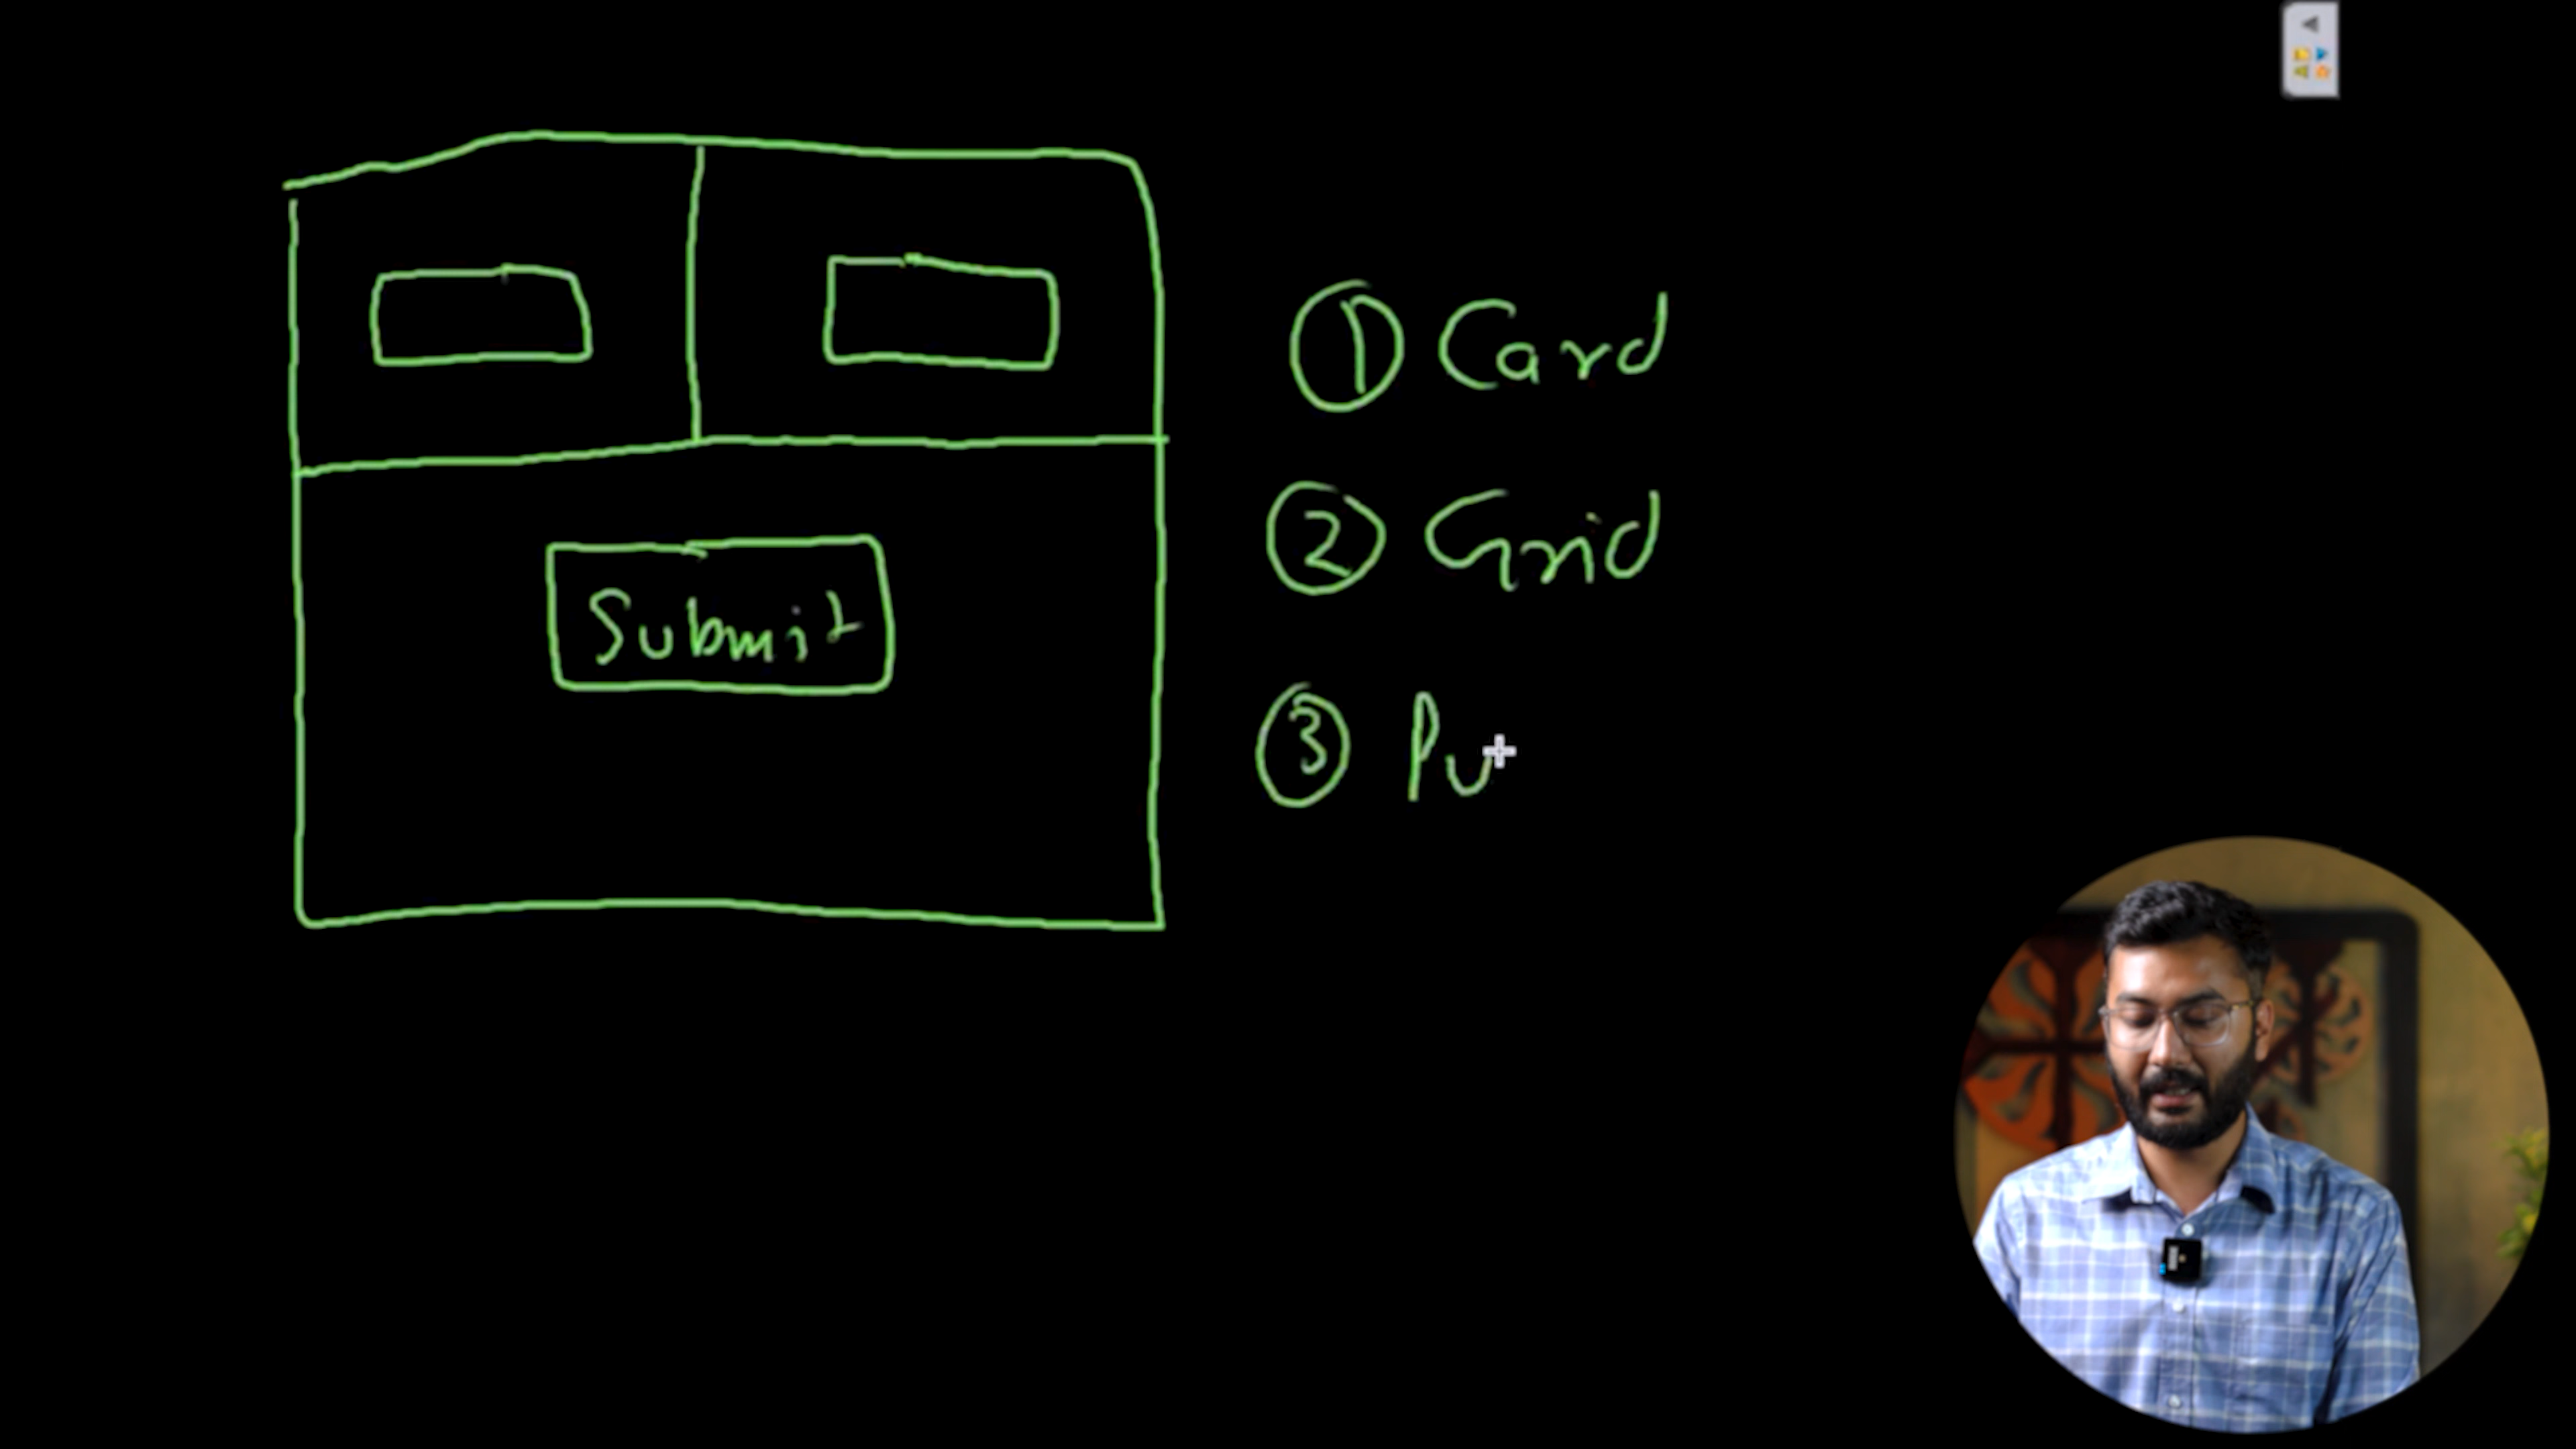 Submit
① Card
② Grid
③ Pu